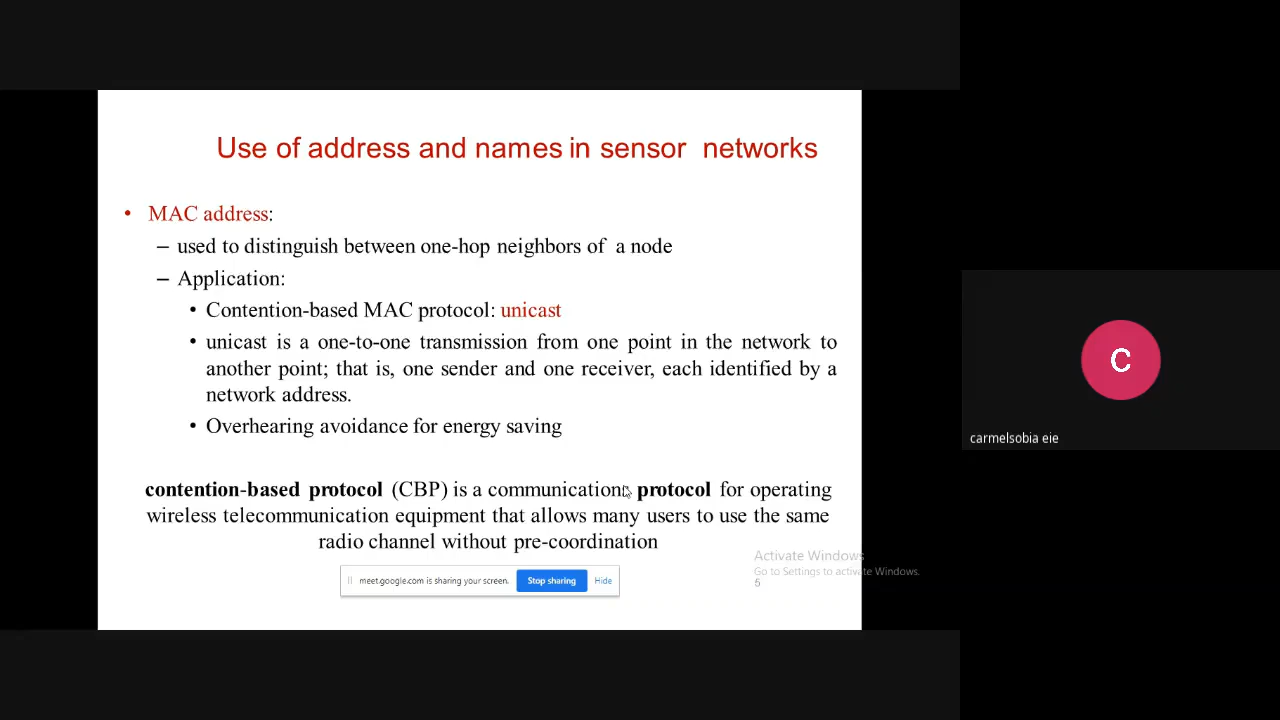 Use of address and names in sensor networks
• MAC address:
– used to distinguish between one-hop neighbors of a node
– Application:
• Contention-based MAC protocol: unicast
• unicast is a one-to-one transmission from one point in the network to
another point; that is, one sender and one receiver, each identified by a
network address.
• Overhearing avoidance for energy saving
contention-based protocol (CBP) is a communications protocol for operating
wireless telecommunication equipment that allows many users to use the same
radio channel without pre-coordination
Activate Windows
Go to Settings to activate Windows.
5
meet.google.com is sharing your screen.
Stop sharing
Hide
C
carmelsobia eie